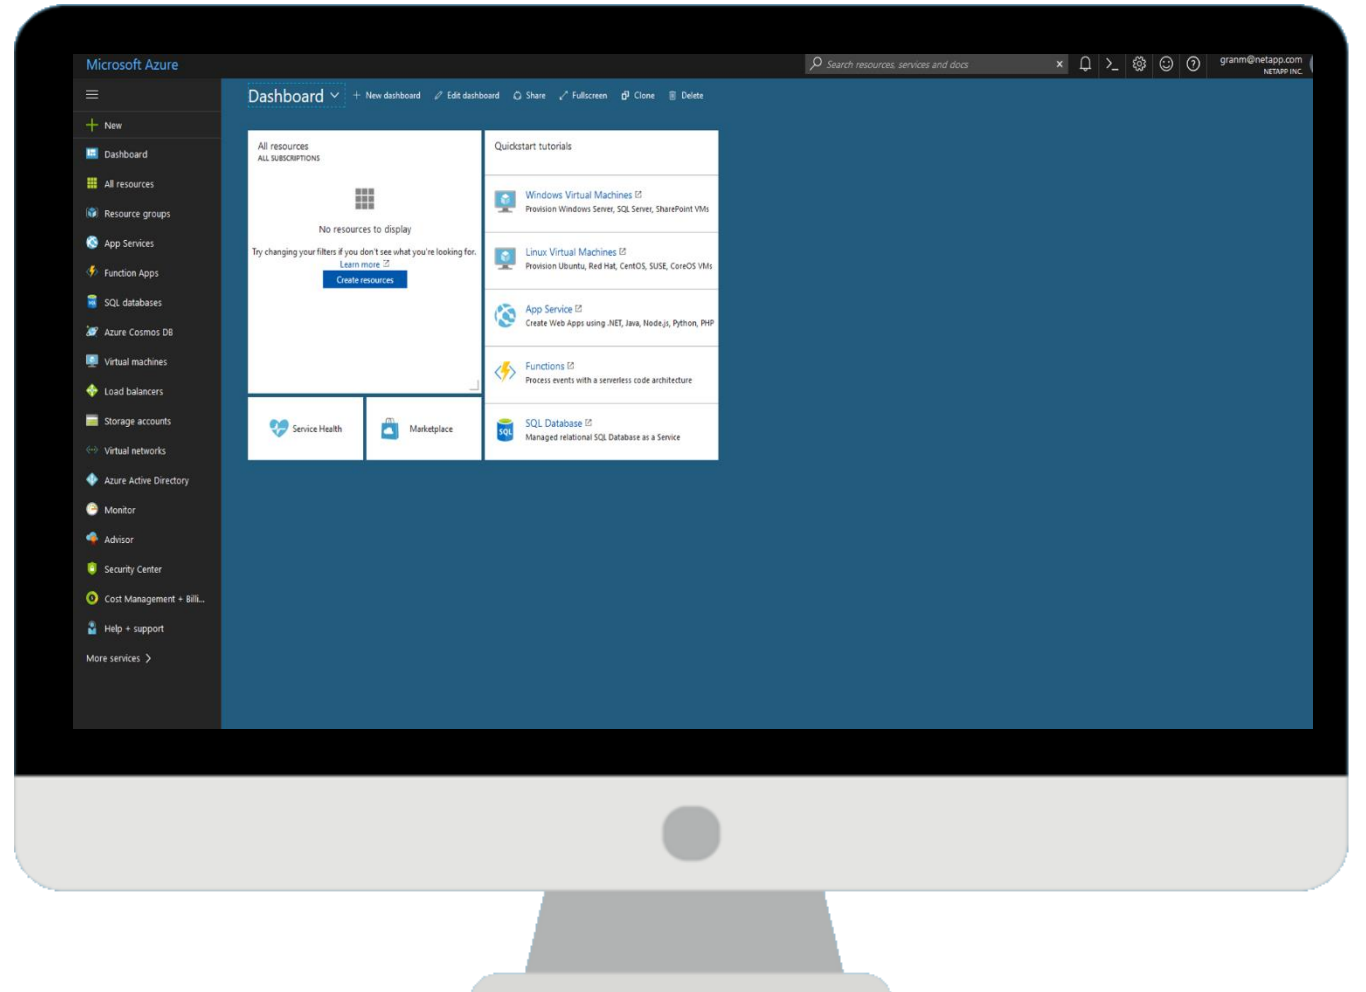 Microsoft Azure
Search resources, services and docs
granm@netapp.com
NETAPP INC.
Dashboard
New dashboard
Edit dashboard
Share
Fullscreen
Clone
Delete
New
Dashboard
All resources
Resource groups
App Services
Function Apps
SQL databases
Azure Cosmos DB
Virtual machines
Load balancers
Storage accounts
Virtual networks
Azure Active Directory
Monitor
Advisor
Security Center
Cost Management + Billi...
Help + support
More services
All resources
ALL SUBSCRIPTIONS
No resources to display
Try changing your filters if you don't see what you're looking for.
Learn more
Create resources
Service Health
Marketplace
Quickstart tutorials
Windows Virtual Machines
Provision Windows Server, SQL Server, SharePoint VMs
Linux Virtual Machines
Provision Ubuntu, Red Hat, CentOS, SUSE, CoreOS VMs
App Service
Create Web Apps using .NET, Java, Node.js, Python, PHP
Functions
Process events with a serverless code architecture
SQL
SQL Database
Managed relational SQL Database as a Service